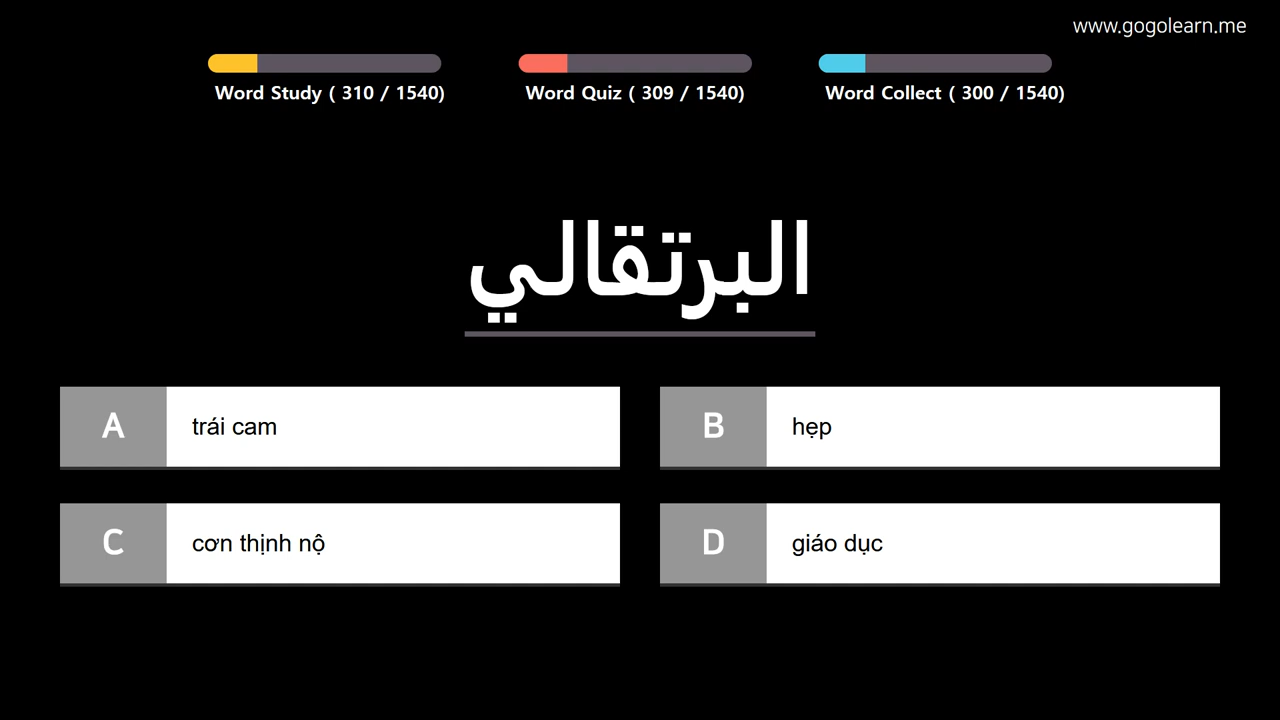 www.gogolearn.me
Word Study ( 310 / 1540)
Word Quiz ( 309 / 1540)
Word Collect ( 300 / 1540)
البرتقالي
A trái cam
B hẹp
C cơn thịnh nộ
D giáo dục